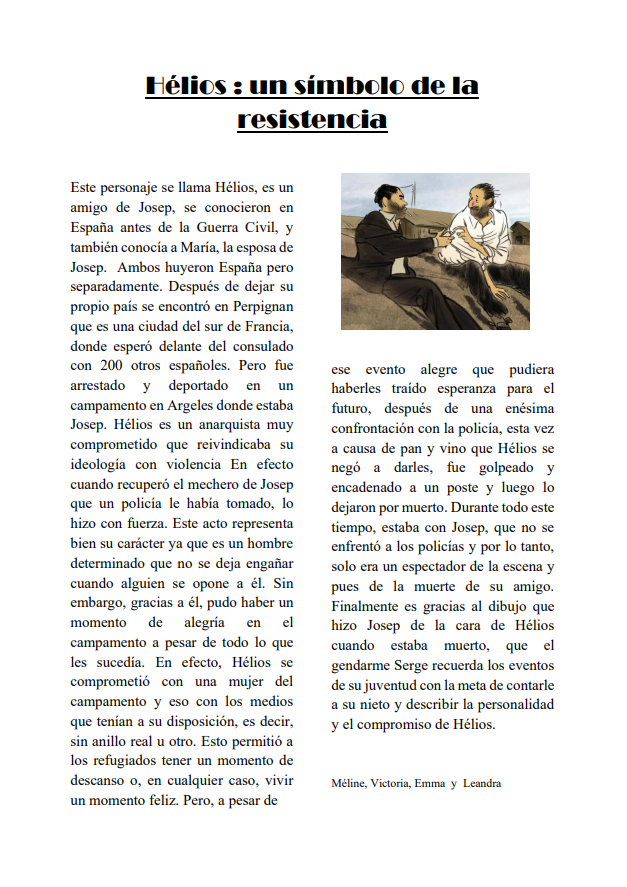 Hélios : un símbolo de la
resistencia
Este personaje se llama Hélios, es un
amigo de Josep, se conocieron en
España antes de la Guerra Civil, y
también conocía a María, la esposa de
Josep. Ambos huyeron España pero
separadamente. Después de dejar su
propio país se encontró en Perpignan
que es una ciudad del sur de Francia,
donde esperó delante del consulado
con 200 otros españoles. Pero fue
arrestado y deportado en un
campamento en Argeles donde estaba
Josep. Hélios es un anarquista muy
comprometido que reivindicaba su
ideología con violencia En efecto
cuando recuperó el mechero de Josep
que un policía le había tomado, lo
hizo con fuerza. Este acto representa
bien su carácter ya que es un hombre
determinado que no se deja engañar
cuando alguien se opone a él. Sin
embargo, gracias a él, pudo haber un
momento de alegría en el
campamento a pesar de todo lo que
les sucedía. En efecto, Hélios se
comprometió con una mujer del
campamento y eso con los medios
que tenían a su disposición, es decir,
sin anillo real u otro. Esto permitió a
los refugiados tener un momento de
descanso o, en cualquier caso, vivir
un momento feliz. Pero, a pesar de
ese evento alegre que pudiera
haberles traído esperanza para el
futuro, después de una enésima
confrontación con la policía, esta vez
a causa de pan y vino que Hélios se
negó a darles, fue golpeado y
encadenado a un poste y luego lo
dejaron por muerto. Durante todo este
tiempo, estaba con Josep, que no se
enfrentó a los policías y por lo tanto,
solo era un espectador de la escena y
pues de la muerte de su amigo.
Finalmente es gracias al dibujo que
hizo Josep de la cara de Hélios
cuando estaba muerto, que el
gendarme Serge recuerda los eventos
de su juventud con la meta de contarle
a su nieto y describir la personalidad
y el compromiso de Hélios.
Méline, Victoria, Emma y Leandra